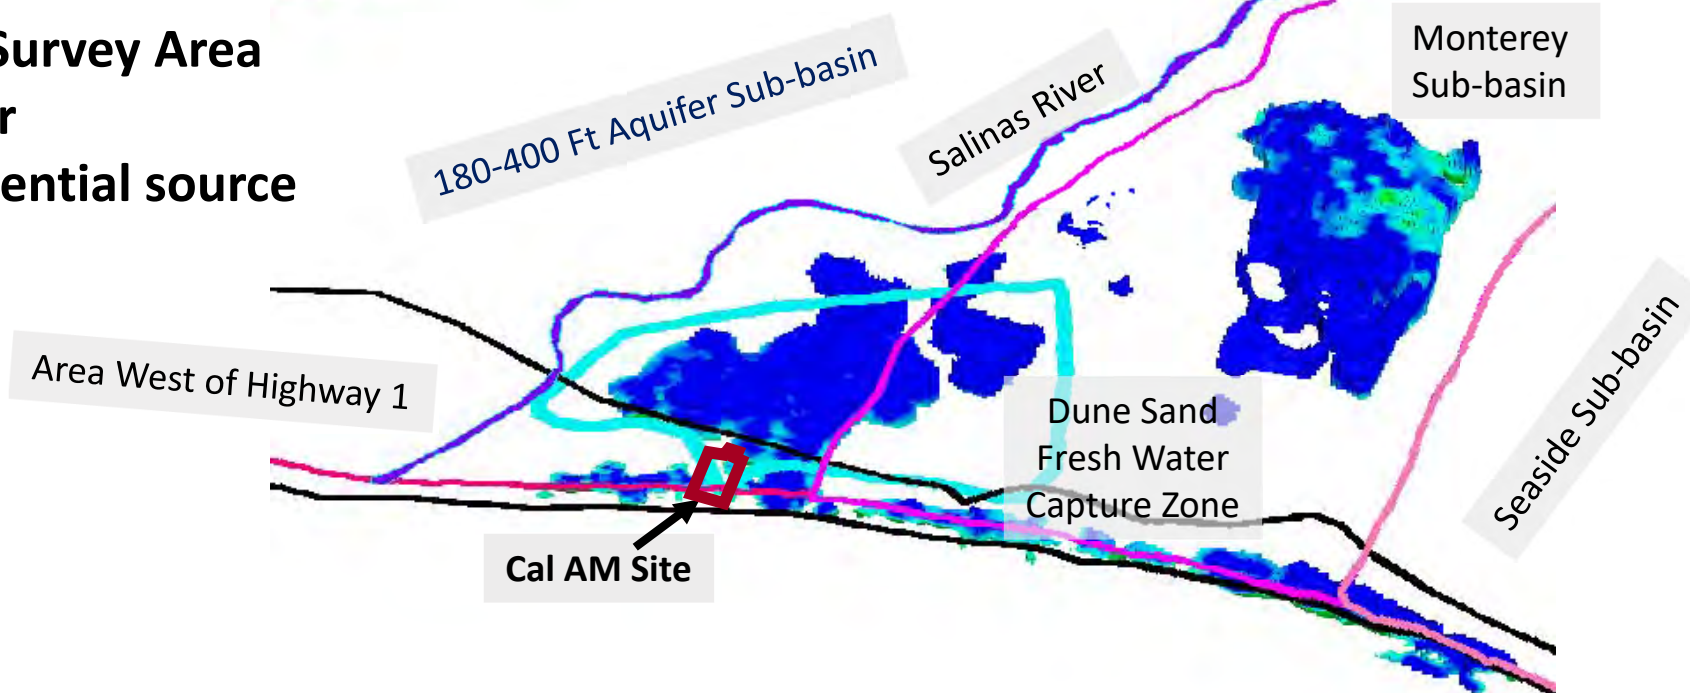 Survey Area
r
ential source
180-400 Ft Aquifer Sub-basin
Salinas River
Monterey
Sub-basin
Area West of Highway 1
Seaside Sub-basin
Dune Sand
Fresh Water
Capture Zone
Cal AM Site